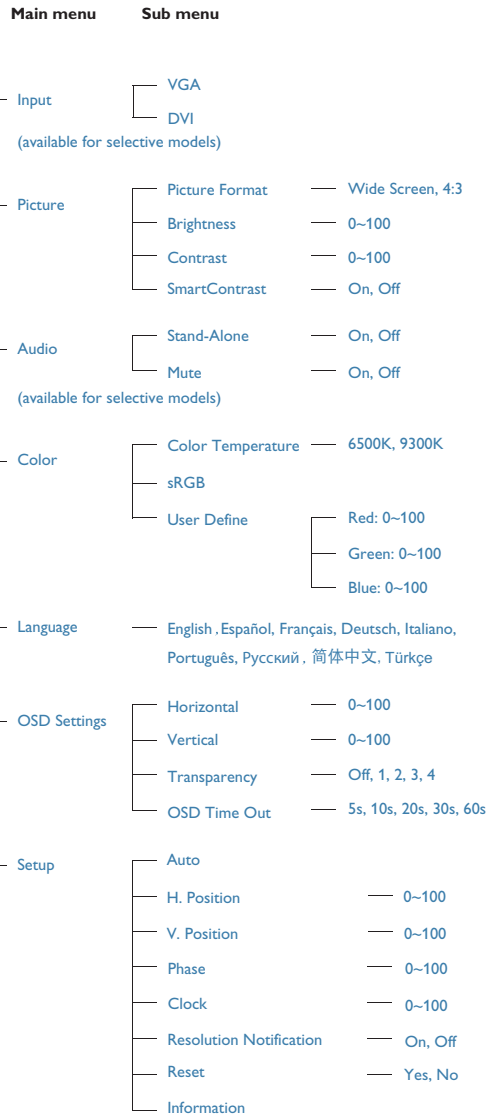 Main menu Sub menu
VGA
Input
DVI
(available for selective models)
Picture Format Wide Screen, 4:3
Picture
Brightness 0~100
Contrast 0~100
SmartContrast On, Off
Stand-Alone On, Off
Audio
Mute On, Off
(available for selective models)
Color Temperature 6500K, 9300K
Color
sRGB
User Define Red: 0~100
Green: 0~100
Blue: 0~100
Language English , Español, Français, Deutsch, Italiano,
Português, Русский , 简体中文, Türkçe
Horizontal 0~100
OSD Settings
Vertical 0~100
Transparency Off, 1, 2, 3, 4
OSD Time Out 5s, 10s, 20s, 30s, 60s
Auto
Setup
H. Position 0~100
V. Position 0~100
Phase 0~100
Clock 0~100
Resolution Notification On, Off
Reset Yes, No
Information